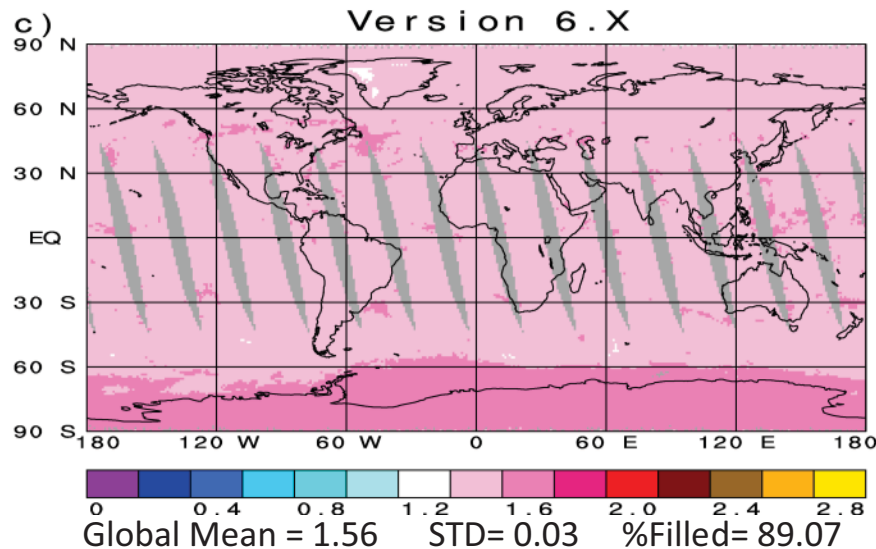 c) Version 6.X
90 N
60 N
30 N
EQ
30 S
60 S
90 S
180 120 W 60 W 0 60 E 120 E 180
0 0.4 0.8 1.2 1.6 2.0 2.4 2.8
Global Mean = 1.56 STD= 0.03 %Filled= 89.07